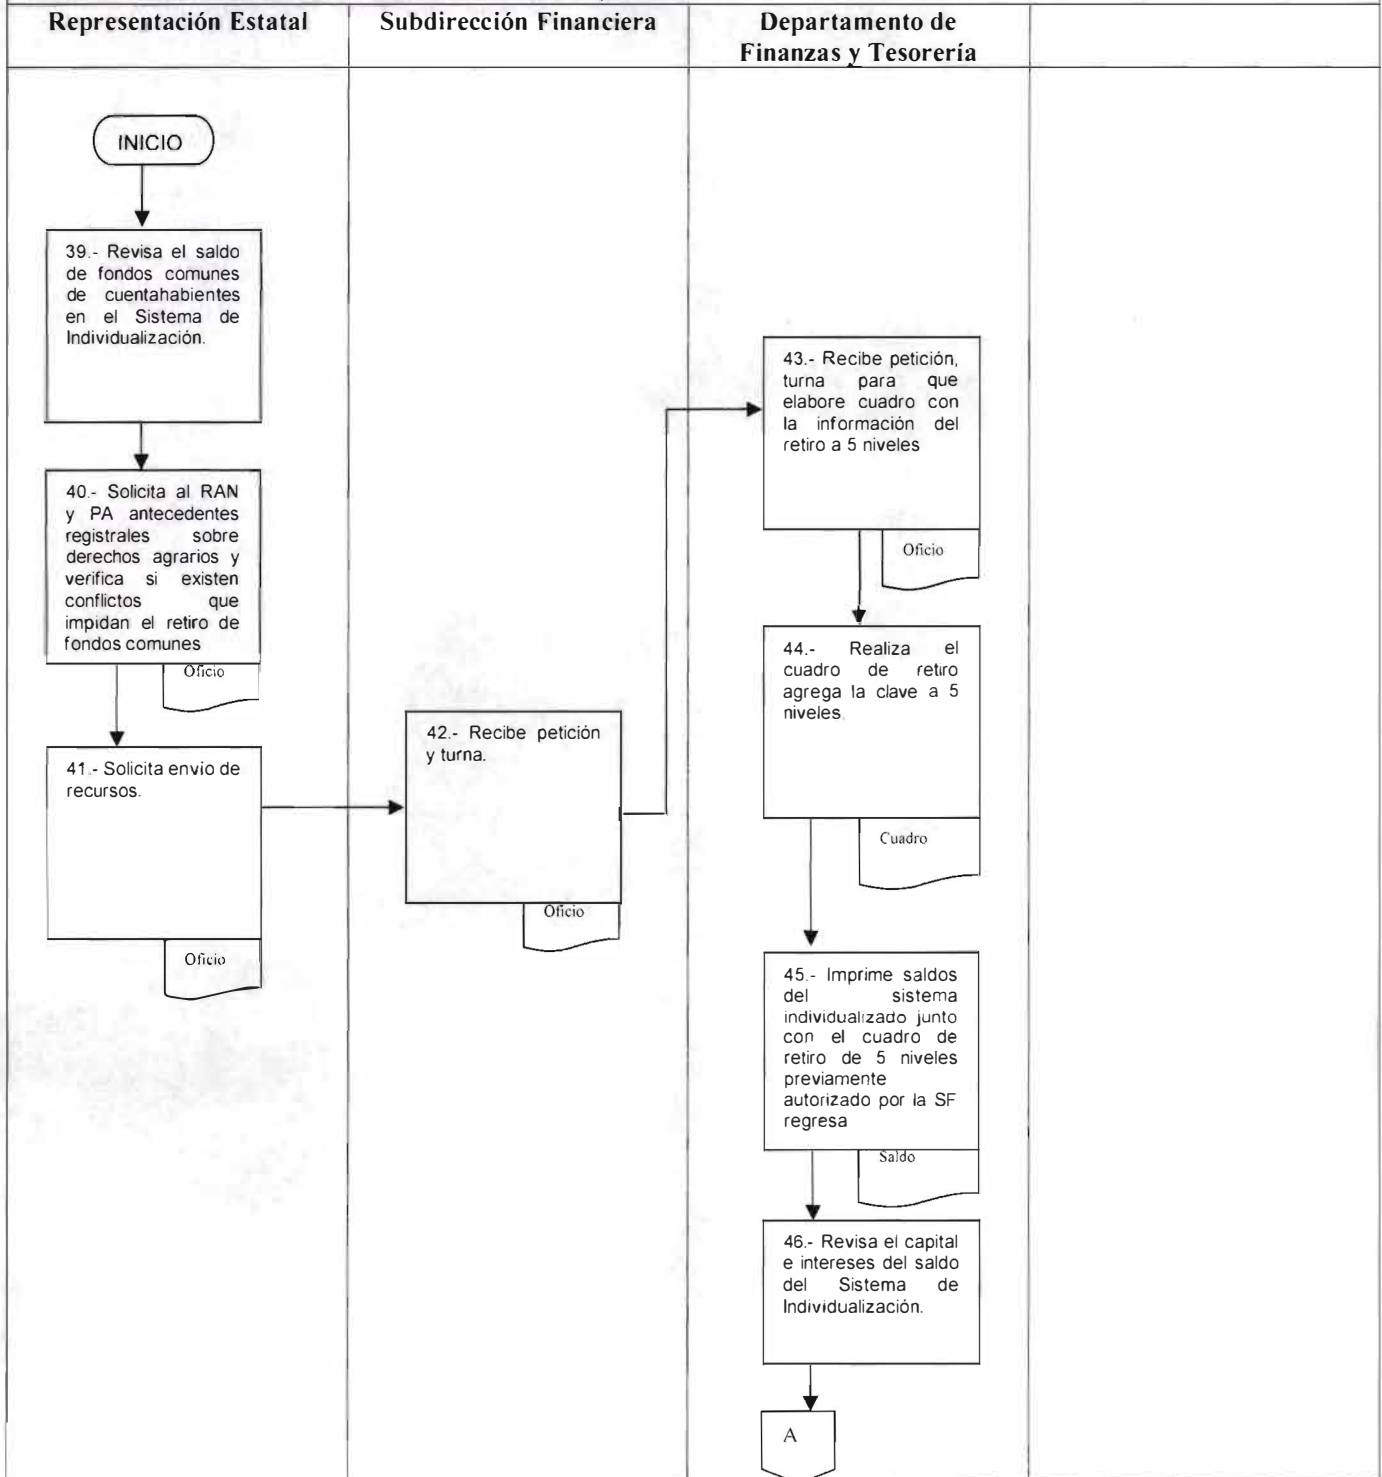 Representación Estatal
Subdirección Financiera
Departamento de
Finanzas y Tesorería
INICIO
39.- Revisa el saldo
de fondos comunes
de cuentahabientes
en el Sistema de
Individualización.
40.- Solicita al RAN
y PA antecedentes
registrales sobre
derechos agrarios y
verifica si existen
conflictos que
impidan el retiro de
fondos comunes
Oficio
41.- Solicita envío de
recursos.
Oficio
42.- Recibe petición
y turna.
Oficio
43.- Recibe petición,
turna para que
elabore cuadro con
la información del
retiro a 5 niveles
Oficio
44.- Realiza el
cuadro de retiro
agrega la clave a 5
niveles.
Cuadro
45.- Imprime saldos
del sistema
individualizado junto
con el cuadro de
retiro de 5 niveles
previamente
autorizado por la SF
regresa
Saldo
46.- Revisa el capital
e intereses del saldo
del Sistema de
Individualización.
A